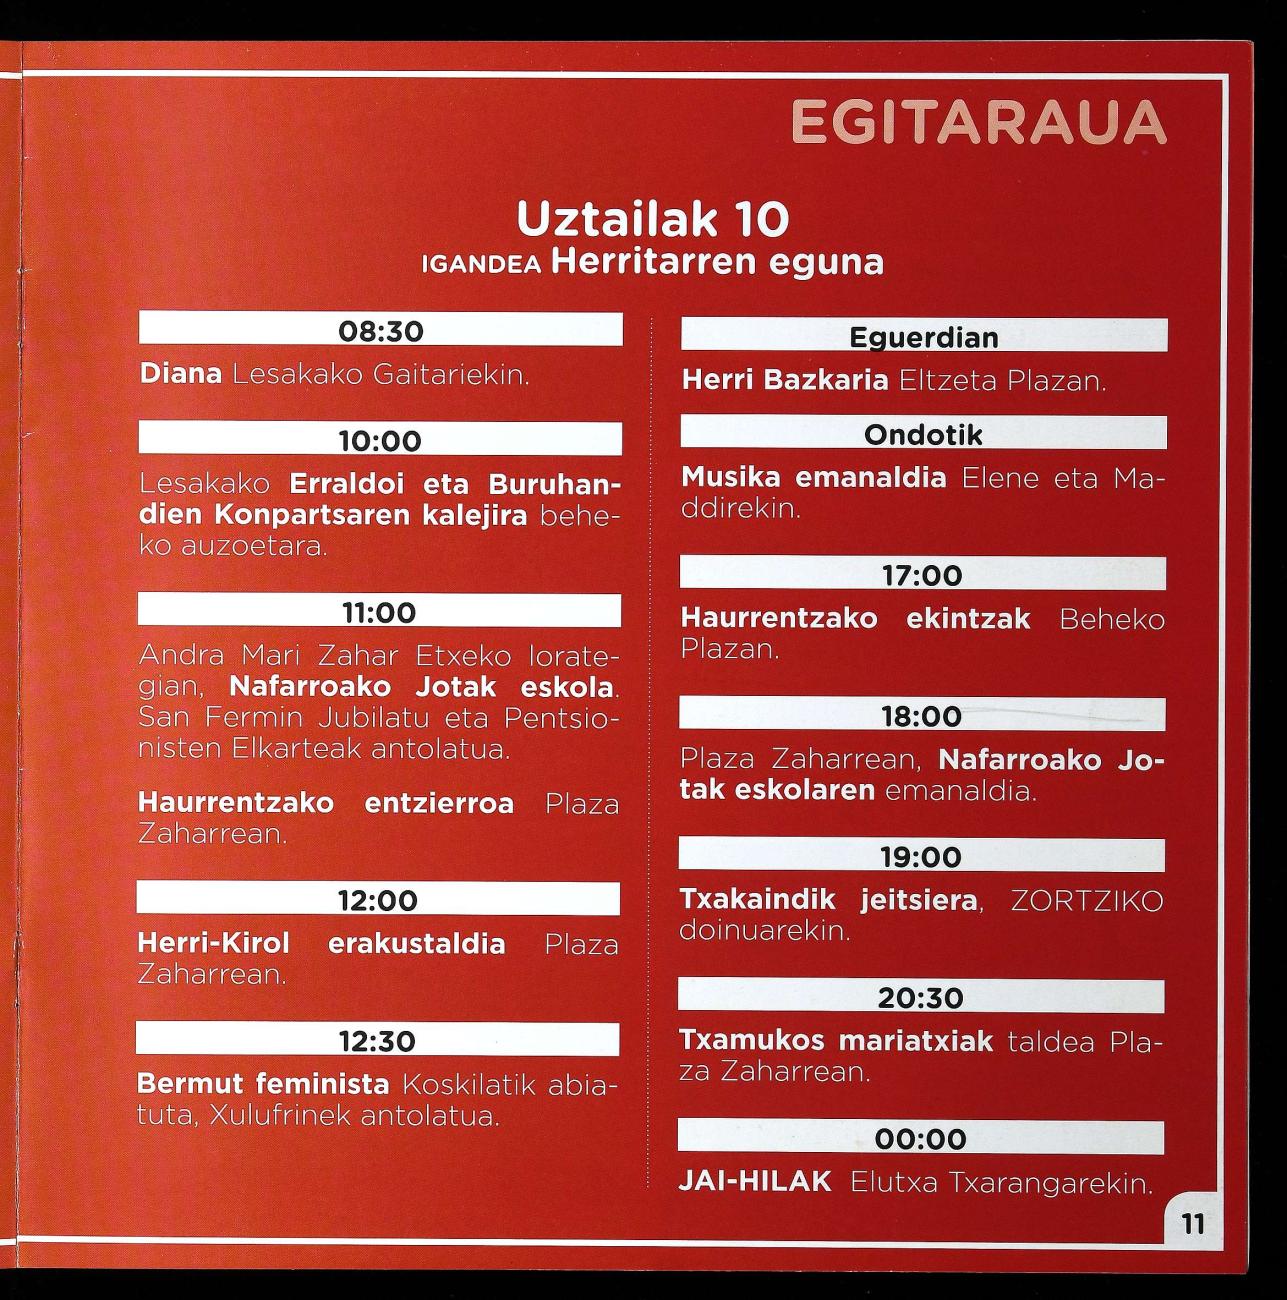 EGITARAUA
Uztailak 10
IGANDEA Herritarren eguna
08:30
Diana Lesakako Gaitariekin.
10:00
Lesakako Erraldoi eta Buruhan-
dien Konpartsaren kalejira behe-
ko auzoetara.
11:00
Andra Mari Zahar Etxeko lorate-
gian, Nafarroako Jotak eskola.
San Fermin Jubilatu eta Pentsio-
nisten Elkarteak antolatua.
Haurrentzako entzierroa Plaza
Zaharrean.
12:00
Herri-Kirol erakustaldia Plaza
Zaharrean.
12:30
Bermut feminista Koskilatik abia-
tuta, Xulufrinek antolatua.
Eguerdian
Herri Bazkaria Eltzeta Plazan.
Ondotik
Musika emanaldia Elene eta Ma-
ddirekin.
17:00
Haurrentzako ekintzak Beheko
Plazan.
18:00
Plaza Zaharrean, Nafarroako Jo-
tak eskolaren emanaldia.
19:00
Txakaindik jeitsiera, ZORTZIKO
doinuarekin.
20:30
Txamukos mariatxiak taldea Pla-
za Zaharrean.
00:00
JAI-HILAK Elutxa Txarangarekin.
11